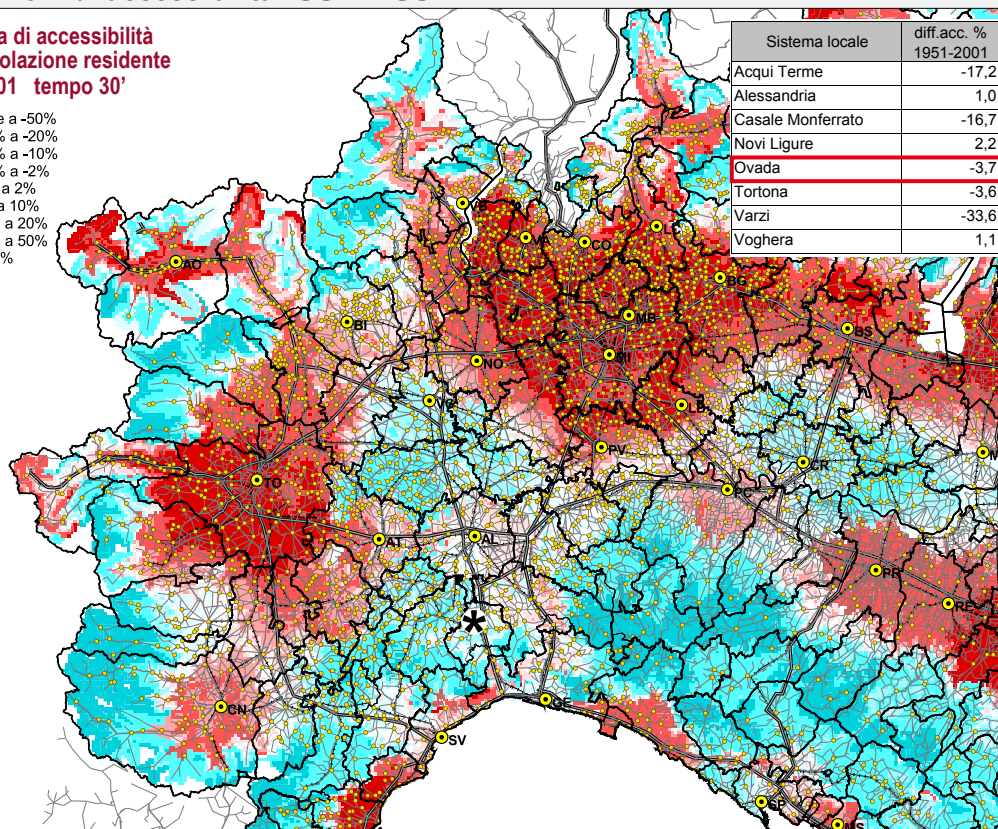 a di accessibilità
olazione residente
01 tempo 30'
e a -50%
% a -20%
% a -10%
% a -2%
a 2%
a 10%
a 20%
a 50%
%
Sistema locale diff.acc. % 1951-2001
Acqui Terme -17,2
Alessandria 1,0
Casale Monferrato -16,7
Novi Ligure 2,2
Ovada -3,7
Tortona -3,6
Varzi -33,6
Voghera 1,1
VA
CO
AO
BG
BI
MB
BS
MI
NO
PV
CR
TO
AT
AL
PR
RE
CN
GE
SV
SP
MS
*